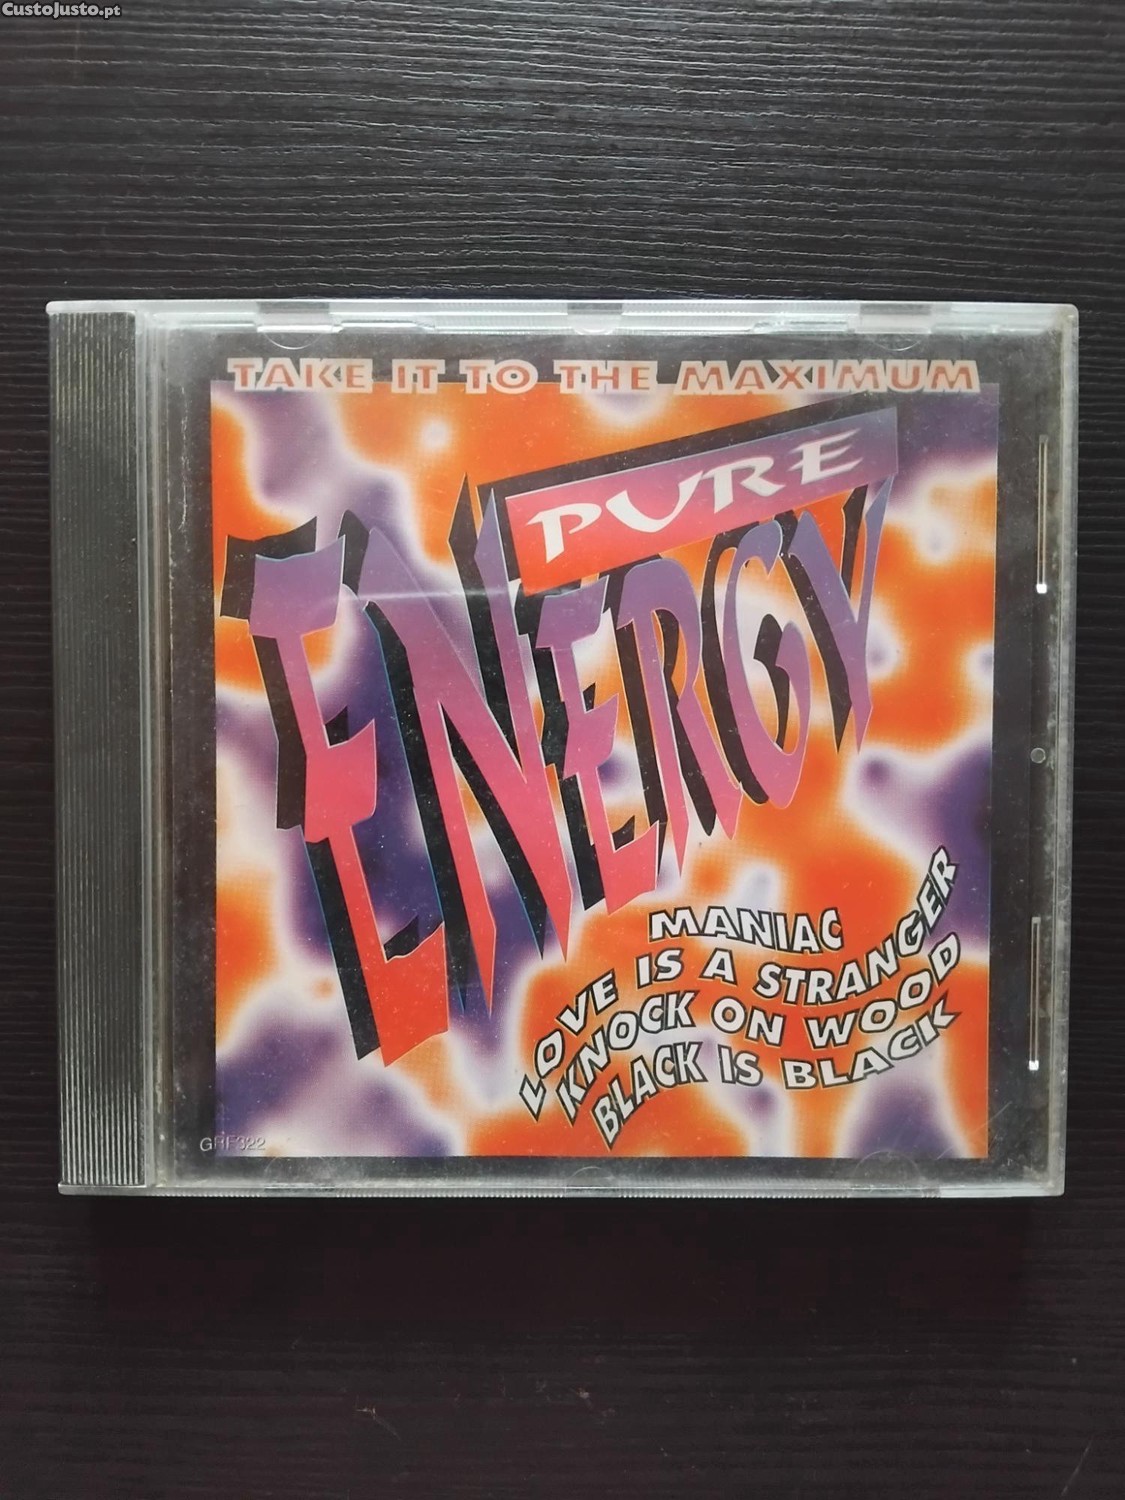 CustoJusto.pt
TAKE IT TO THE MAXIMUM
PURE
ENERGY
MANIAC
LOVE IS A STRANGER
KNOCK ON WOOD
BLACK IS BLACK
GRF322